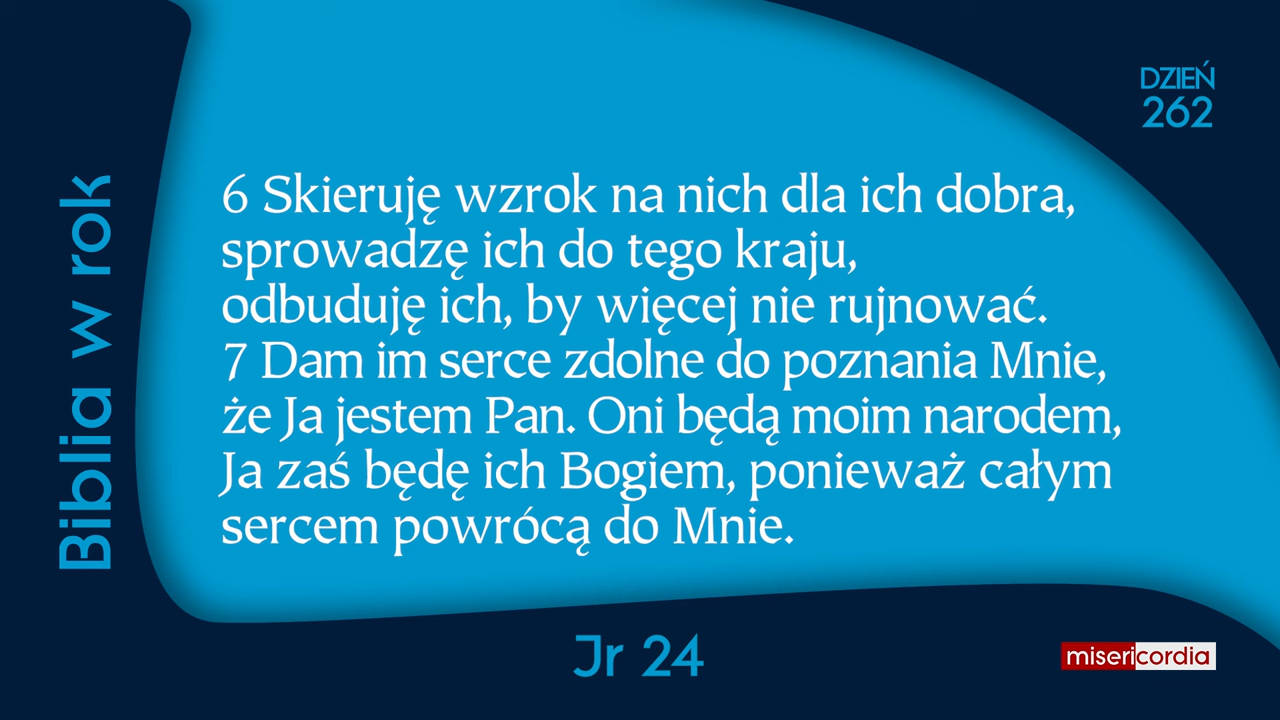 DZIEŃ
262
Biblia w rok
6 Skieruję wzrok na nich dla ich dobra,
sprowadzę ich do tego kraju,
odbuduję ich, by więcej nie rujnować.
7 Dam im serce zdolne do poznania Mnie,
że Ja jestem Pan. Oni będą moim narodem,
Ja zaś będę ich Bogiem, ponieważ całym
sercem powrócą do Mnie.
Jr 24
misericordia